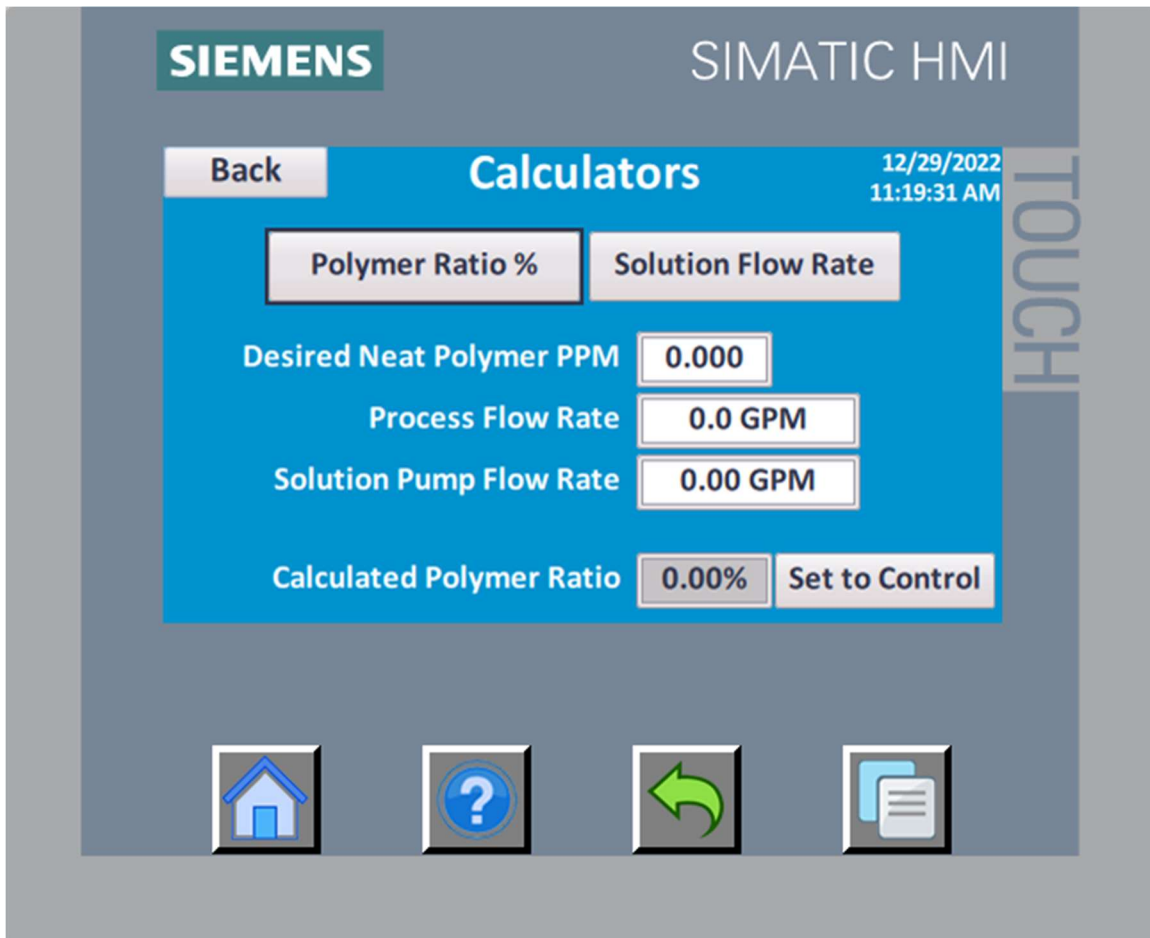 SIEMENS
SIMATIC HMI
TOUCH
Back
Calculators
12/29/2022
11:19:31 AM
Polymer Ratio %
Solution Flow Rate
Desired Neat Polymer PPM
0.000
Process Flow Rate
0.0 GPM
Solution Pump Flow Rate
0.00 GPM
Calculated Polymer Ratio
0.00%
Set to Control
?